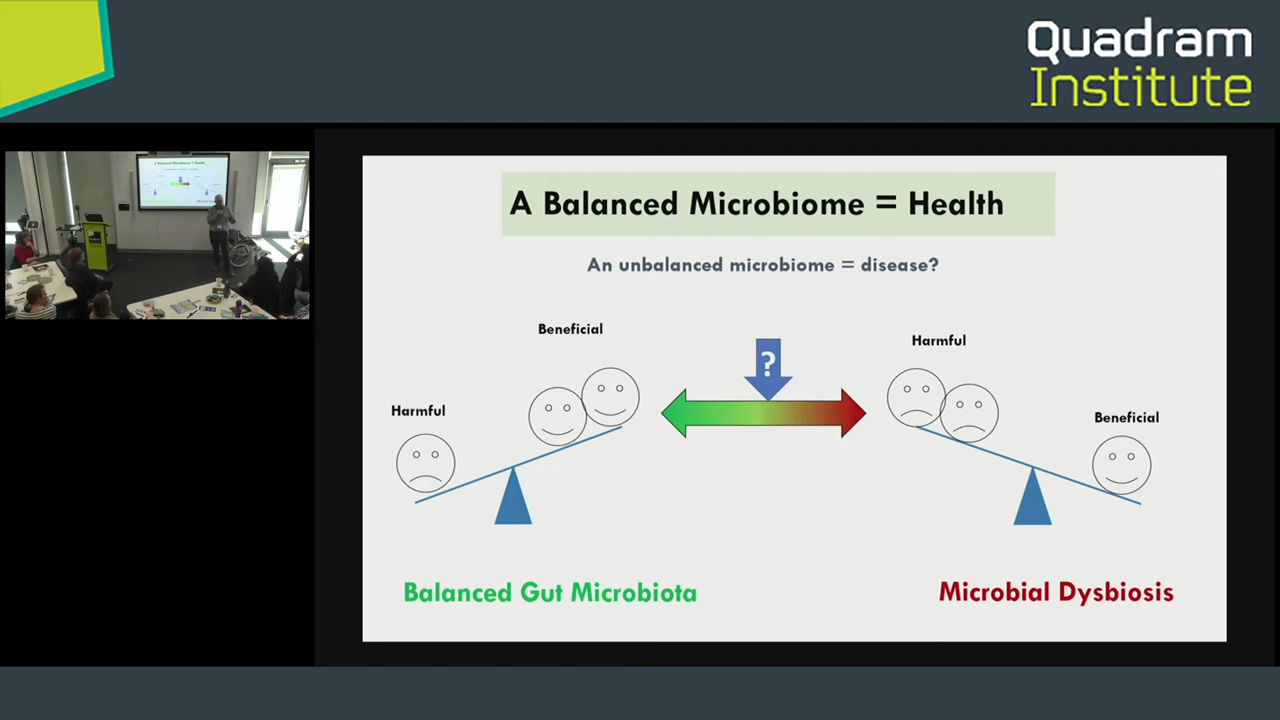 Quadram
Institute
A Balanced Microbiome = Health
An unbalanced microbiome = disease?
Beneficial
Harmful
?
Harmful
Beneficial
Balanced Gut Microbiota
Microbial Dysbiosis